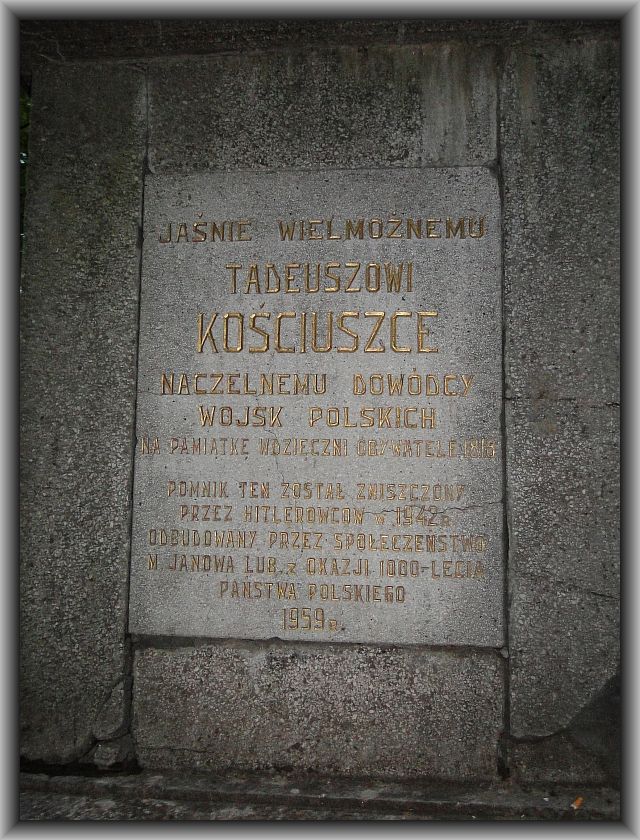 JAŚNIE WIELMOŻNEMU
TADEUSZOWI
KOŚCIUSZCE
NACZELNEMU DOWÓDCY
WOJSK POLSKICH
NA PAMIĄTKĘ WDZIĘCZNI OBYWATELE
POMNIK TEN ZOSTAŁ ZNISZCZONY
PRZEZ HITLEROWCÓW W 1942 R.
ODBUDOWANY PRZEZ SPOŁECZEŃSTWO
M JANOWA LUB. Z OKAZJI 1000-LECIA
PAŃSTWA POLSKIEGO
1959 R.